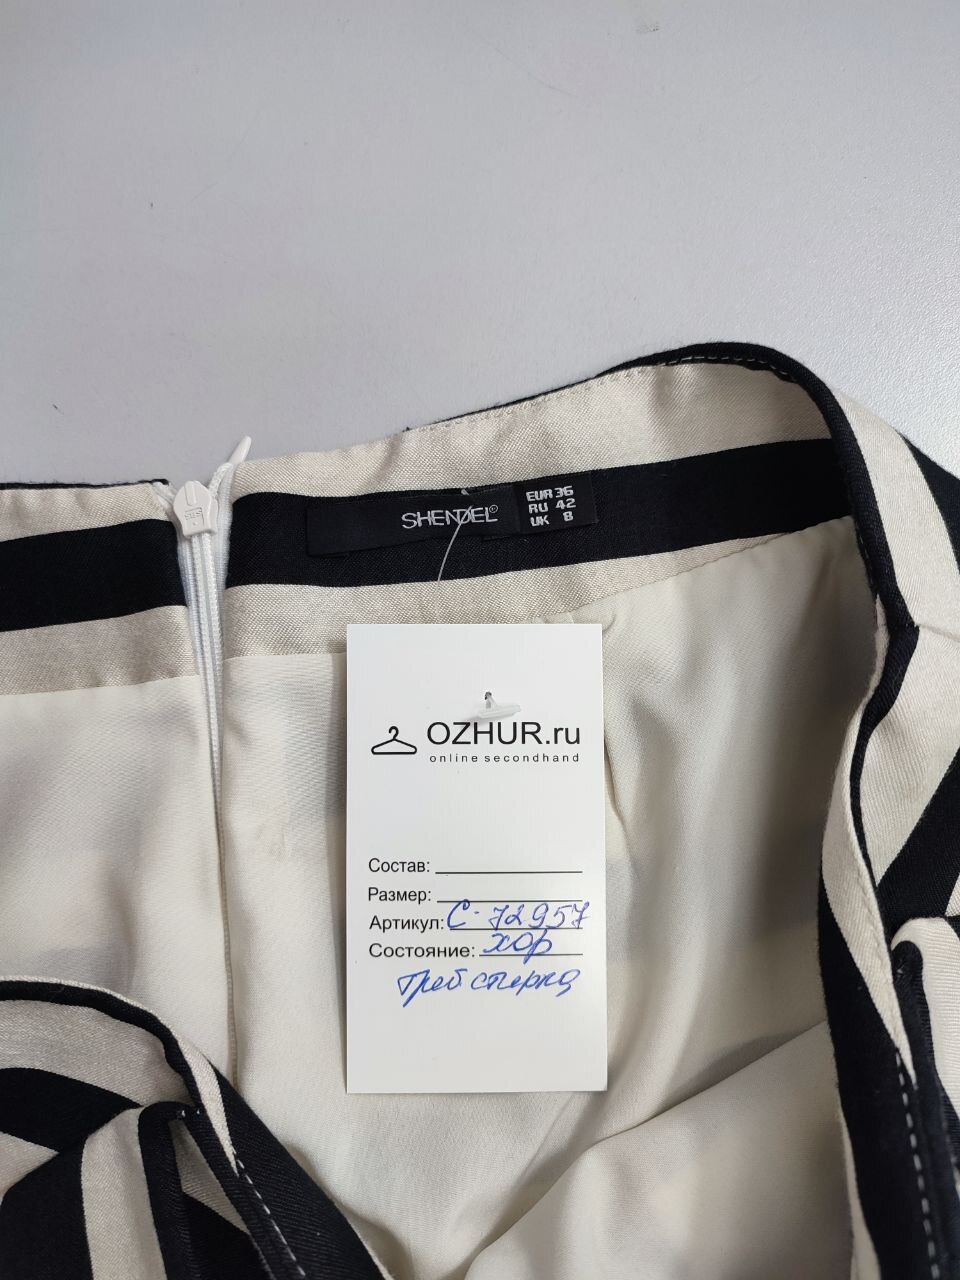 SHENDEL®
EUR 36
RU 42
UK 8
OZHUR.ru
online secondhand
Состав:
Размер:
Артикул: С-72957
Состояние: хор
треб стирка